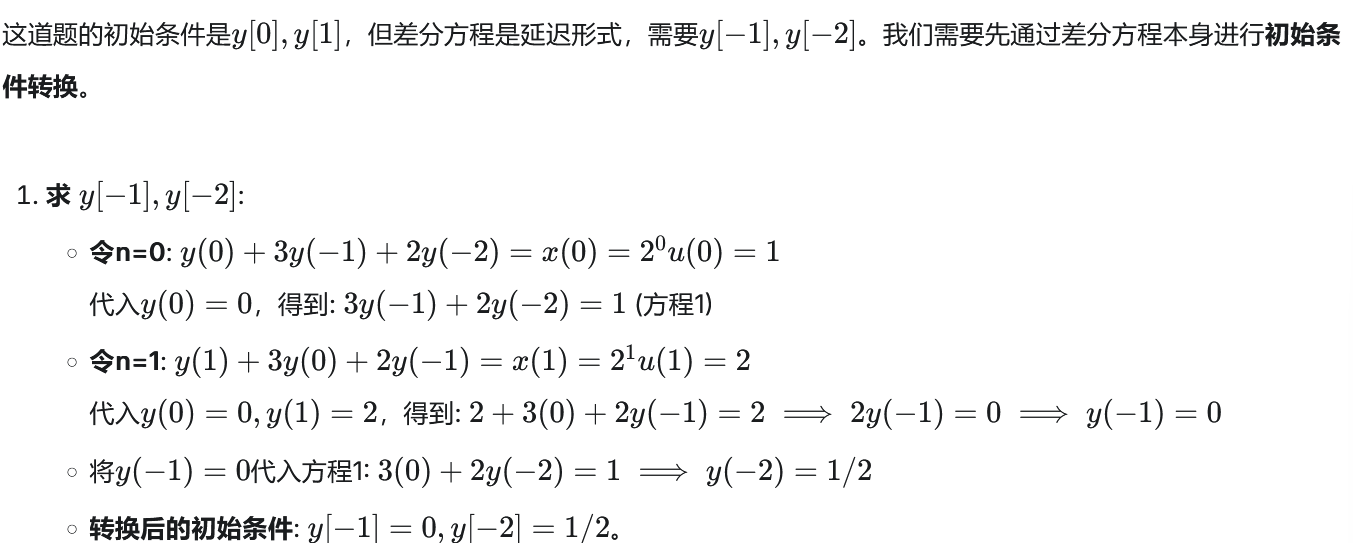 这道题的初始条件是y[0], y[1]，但差分方程是延迟形式，需要y[−1], y[−2]。我们需要先通过差分方程本身进行初始条
件转换。
1. 求 y[−1], y[−2]:
○ 令n=0: y(0) + 3y(−1) + 2y(−2) = x(0) = 2⁰u(0) = 1
代入y(0) = 0，得到: 3y(−1) + 2y(−2) = 1 (方程1)
○ 令n=1: y(1) + 3y(0) + 2y(−1) = x(1) = 2¹u(1) = 2
代入y(0) = 0, y(1) = 2，得到: 2 + 3(0) + 2y(−1) = 2 ⟹ 2y(−1) = 0 ⟹ y(−1) = 0
○ 将y(−1) = 0代入方程1: 3(0) + 2y(−2) = 1 ⟹ y(−2) = 1/2
○ 转换后的初始条件: y[−1] = 0, y[−2] = 1/2。